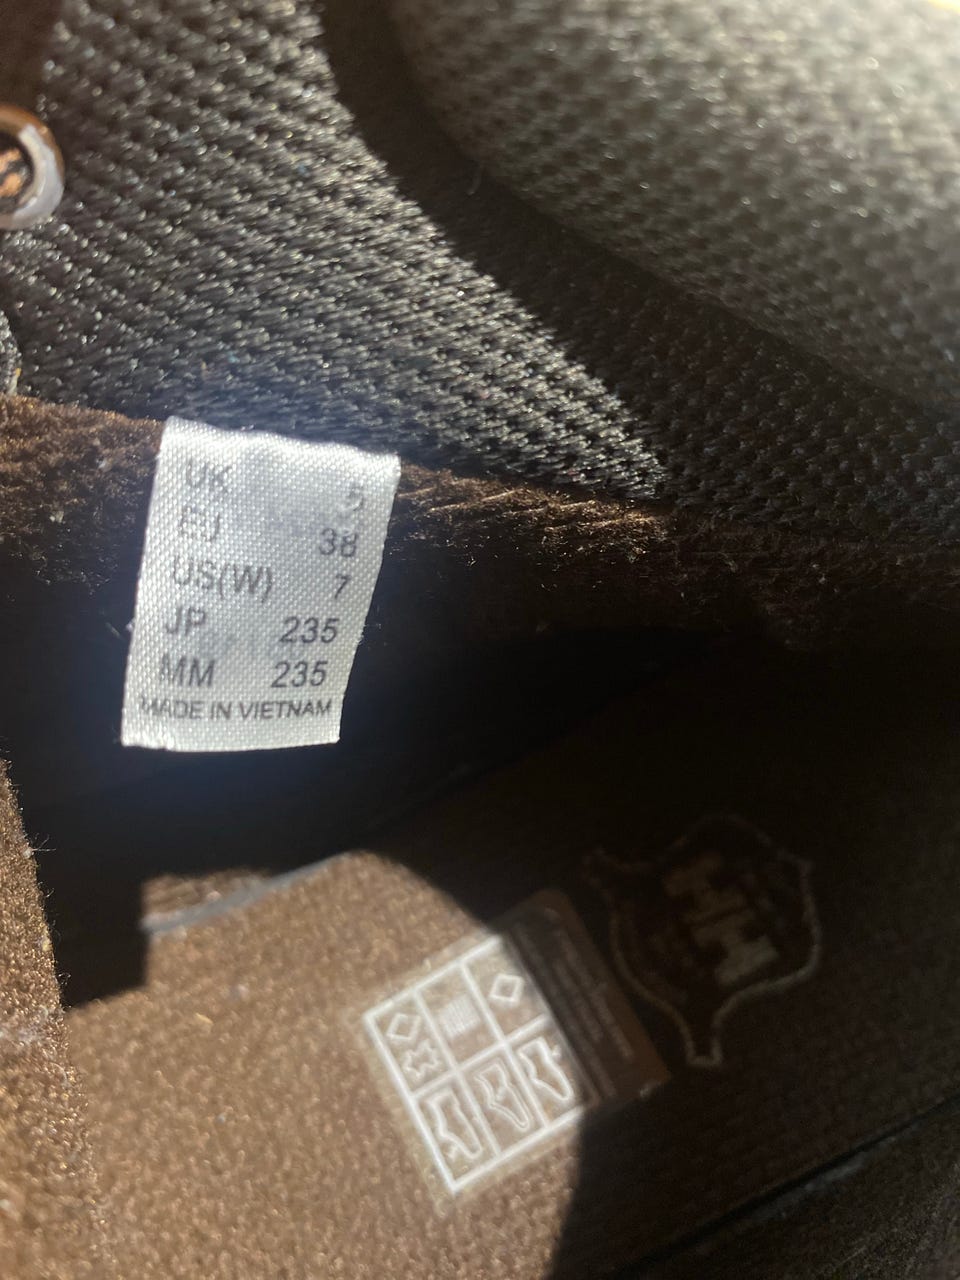 UK 5
EU 38
US(W) 7
JP 235
MM 235
MADE IN VIETNAM
HH